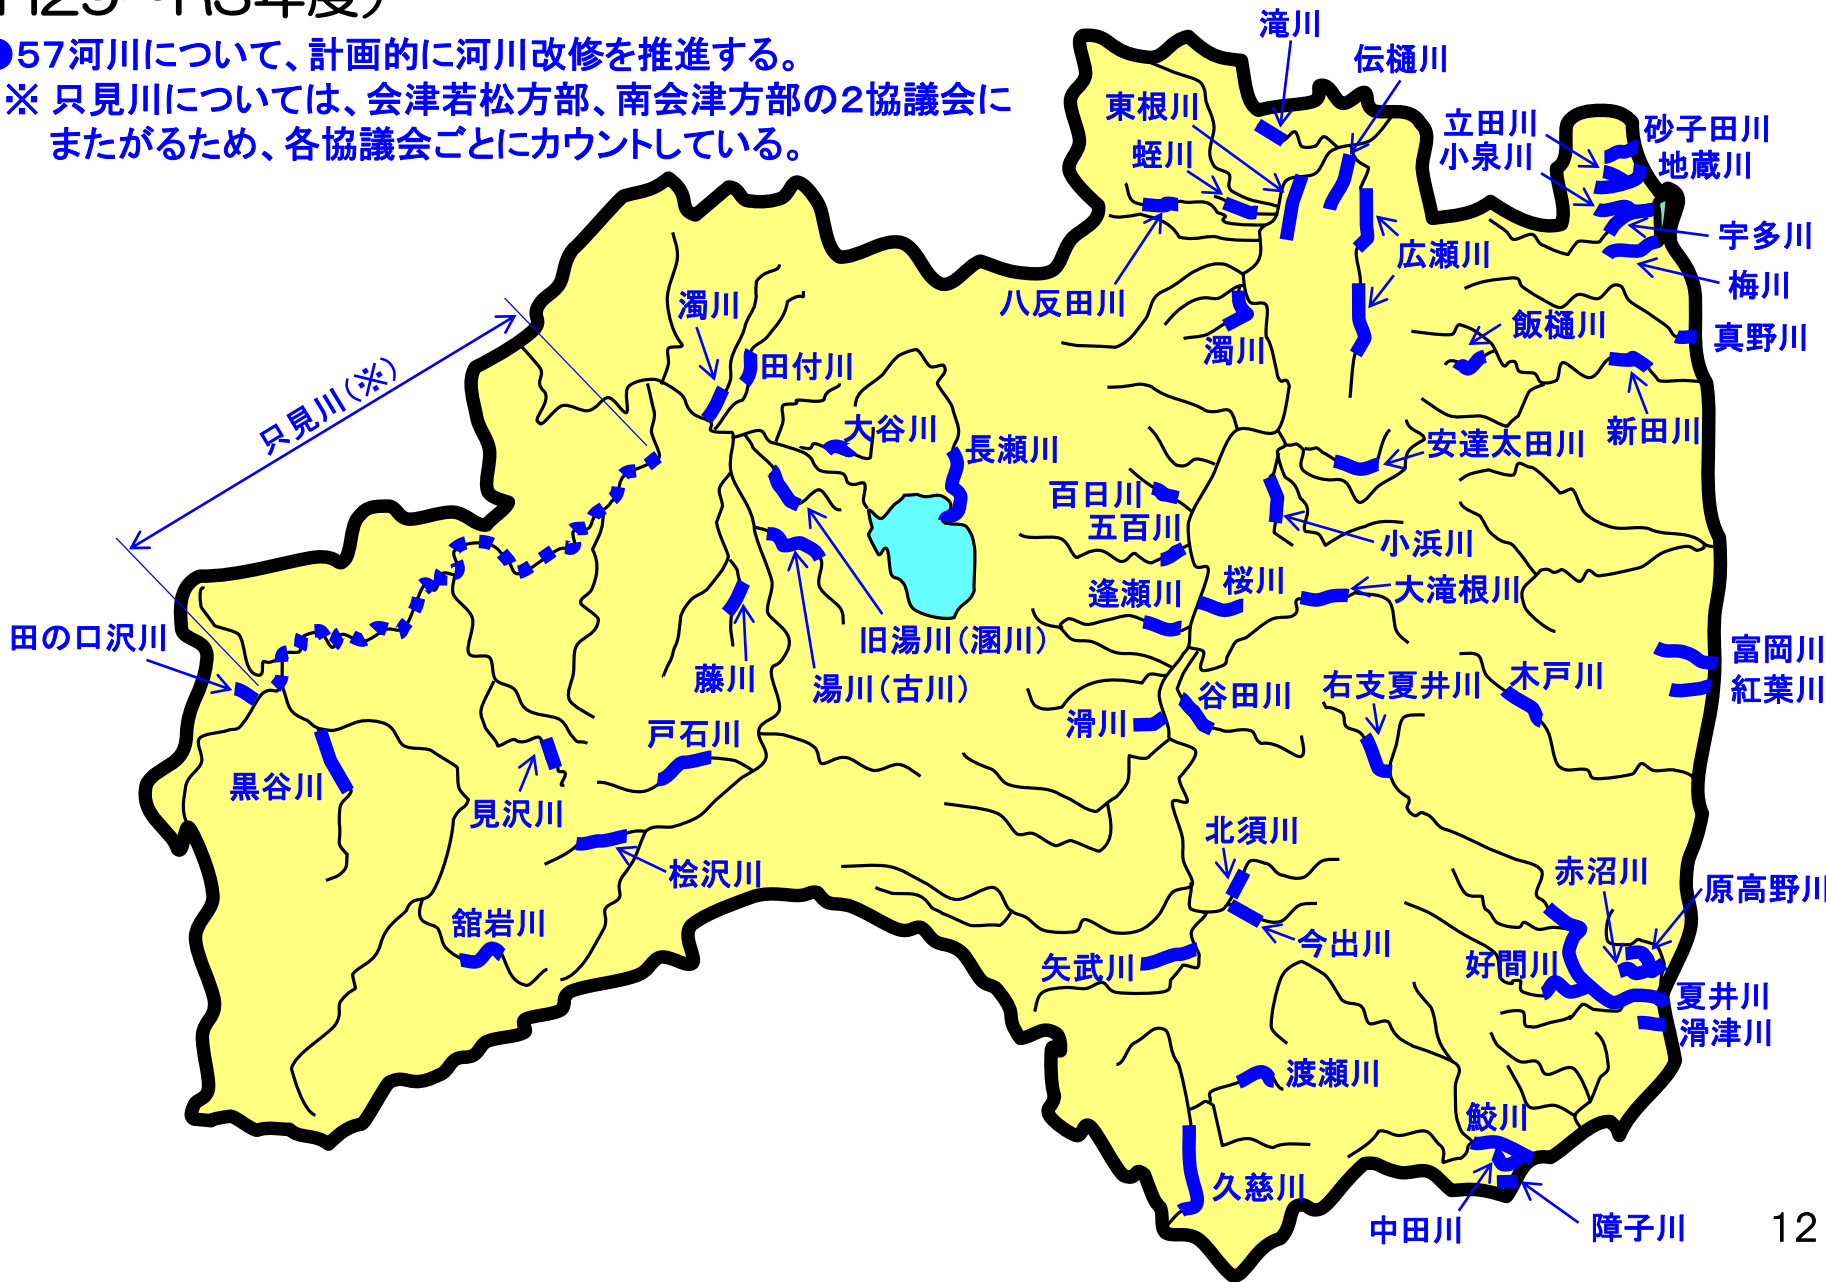 H29~R3年度)
●57河川について、計画的に河川改修を推進する。
※ 只見川については、会津若松方部、南会津方部の2協議会に
またがるため、各協議会ごとにカウントしている。
滝川
伝樋川
東根川
蛭川
立田川
小泉川
砂子田川
地蔵川
宇多川
梅川
広瀬川
八反田川
濁川
濁川
田付川
飯樋川
真野川
只見川(※)
大谷川
長瀬川
安達太田川
新田川
百日川
五百川
小浜川
逢瀬川
桜川
大滝根川
田の口沢川
旧湯川(溷川)
湯川(古川)
藤川
富岡川
紅葉川
右支夏井川
木戸川
谷田川
滑川
戸石川
黒谷川
見沢川
北須川
桧沢川
赤沼川
原高野川
舘岩川
今出川
矢武川
好間川
夏井川
滑津川
渡瀬川
鮫川
久慈川
中田川
障子川
12